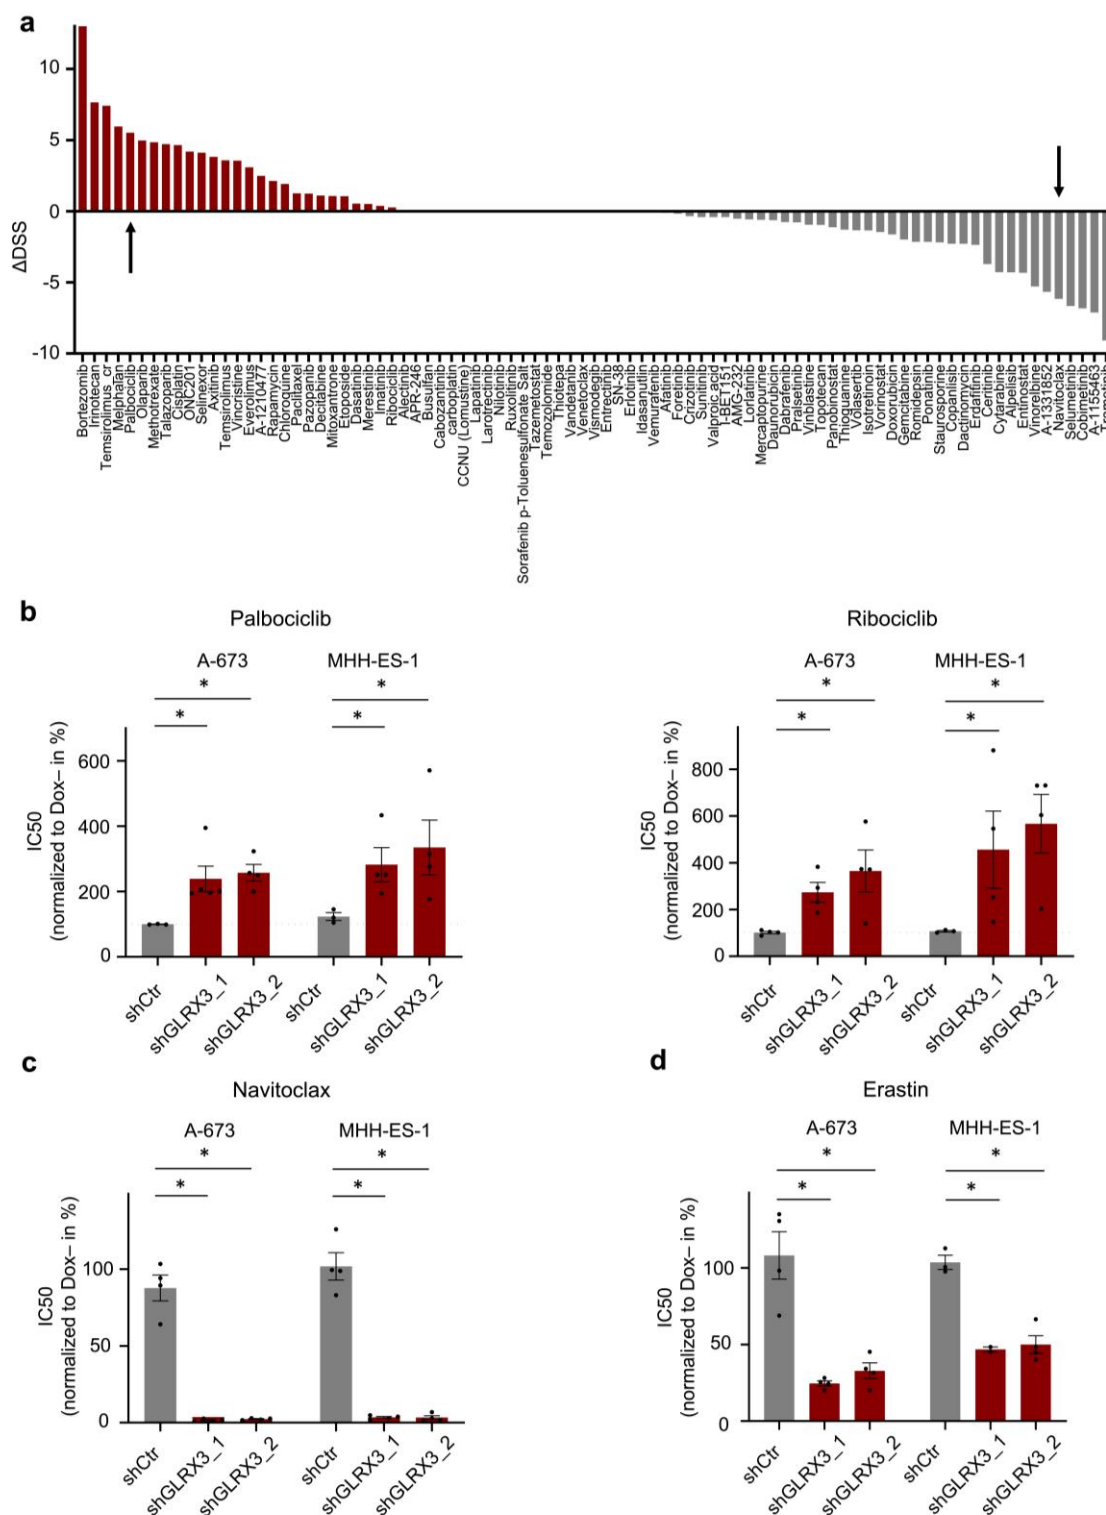 a
10
5
0
-5
-10
ΔDSS
Bortezomib
Irinotecan
Temsirolimus_cr
Melphalan
Palbociclib
Olaparib
Methotrexate
Talazoparib
Cisplatin
ONC201
Selinexor
Axitinib
Temsirolimus
Vincristine
Everolimus
A-1210477
Rapamycin
Chloroquine
Paclitaxel
Pazopanib
Decitabine
Mitoxantrone
Etoposide
Dasatinib
Merestinib
Imatinib
Ribociclib
Alectinib
APR-246
Busulfan
Cabozantinib
carboplatin
CCNU (Lomustine)
Lapatinib
Larotrectinib
Nilotinib
Ruxolitinib
Sorafenib p-Toluenesulfonate Salt
Tazemetostat
Temozolomide
Thiotepa
Vandetanib
Venetoclax
Vismodegib
Entrectinib
SN-38
Erlotinib
Idasanutlin
Vemurafenib
Afatinib
Foretinib
Crizotinib
Sunitinib
Valporic acid
I-BET151
AMG-232
Lorlatinib
Mercaptopurine
Daunorubicin
Dabrafenib
Pralsetinib
Vinblastine
Topotecan
Panobinostat
Thioguanine
Volasertib
Isotretinoin
Vorinostat
Doxorubicin
Gemcitabine
Romidepsin
Ponatinib
Staurosporin
Copanlisib
Dactinomycin
Erdafitinib
Ceritinib
Cytarabine
Alpelisib
Entinostat
Vinorelbine
A-1331852
Navitoclax
Selumetinib
Cobimetinib
A-1155463
b
Palbociclib
A-673
MHH-ES-1
*
*
*
*
IC50
(normalized to Dox– in %)
600
400
200
0
shCtr
shGLRX3_1
shGLRX3_2
shCtr
shGLRX3_1
shGLRX3_2
Ribociclib
A-673
MHH-ES-1
*
*
*
*
IC50
(normalized to Dox– in %)
800
600
400
200
0
shCtr
shGLRX3_1
shGLRX3_2
shCtr
shGLRX3_1
shGLRX3_2
c
Navitoclax
A-673
MHH-ES-1
*
*
*
*
IC50
(normalized to Dox– in %)
100
50
0
shCtr
shGLRX3_1
shGLRX3_2
shCtr
shGLRX3_1
shGLRX3_2
d
Erastin
A-673
MHH-ES-1
*
*
*
*
IC50
(normalized to Dox– in %)
100
50
0
shCtr
shGLRX3_1
shGLRX3_2
shCtr
shGLRX3_1
shGLRX3_2